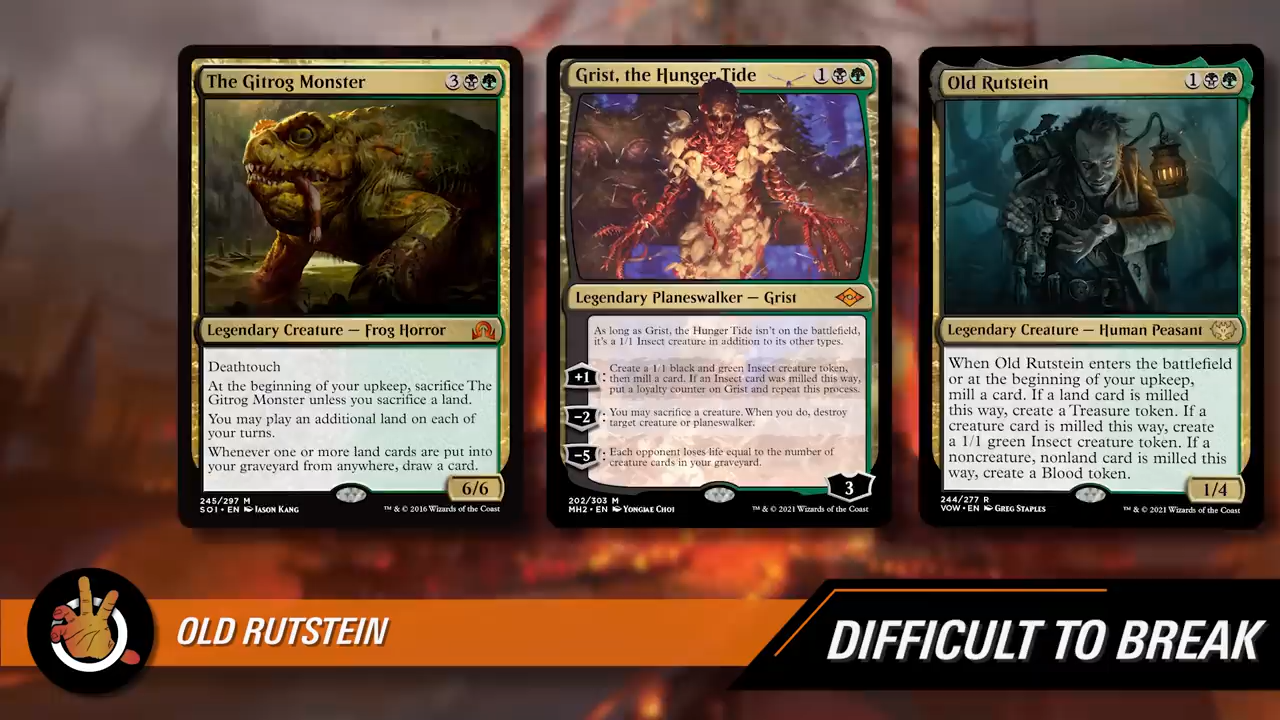 The Gitrog Monster 3
Legendary Creature — Frog Horror
Deathtouch
At the beginning of your upkeep, sacrifice The
Gitrog Monster unless you sacrifice a land.
You may play an additional land on each of
your turns.
Whenever one or more land cards are put into
your graveyard from anywhere, draw a card.
6/6
245/297 M
SOI • EN Jason Kang
™ & © 2016 Wizards of the Coast
Grist, the Hunger Tide 1
Legendary Planeswalker — Grist
As long as Grist, the Hunger Tide isn't on the battlefield,
it's a 1/1 Insect creature in addition to its other types.
+1 : Create a 1/1 black and green Insect creature token,
then mill a card. If an Insect card was milled this way,
put a loyalty counter on Grist and repeat this process.
−2 : You may sacrifice a creature. When you do, destroy
target creature or planeswalker.
−5 : Each opponent loses life equal to the number of
creature cards in your graveyard.
3
202/303 M
MH2 • EN Yongjae Choi
™ & © 2021 Wizards of the Coast
Old Rutstein 1
Legendary Creature — Human Peasant
When Old Rutstein enters the battlefield
or at the beginning of your upkeep,
mill a card. If a land card is milled
this way, create a Treasure token. If a
creature card is milled this way, create
a 1/1 green Insect creature token. If a
noncreature, nonland card is milled this
way, create a Blood token.
1/4
244/277 R
VOW • EN Greg Staples
™ & © 2021 Wizards of the Coast
OLD RUTSTEIN
DIFFICULT TO BREAK